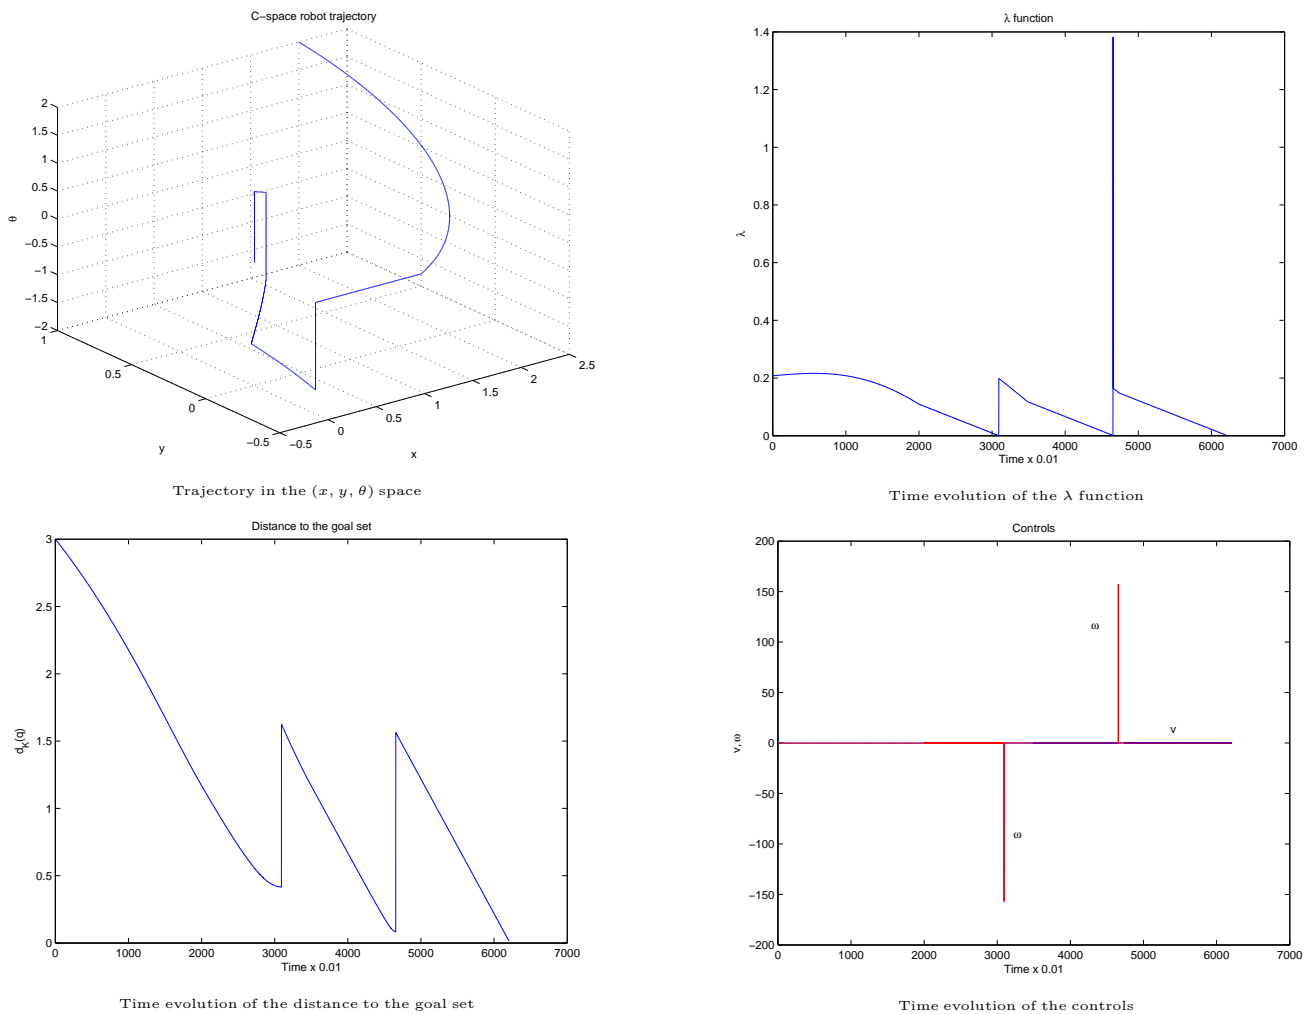 C−space robot trajectory
2
1.5
1
0.5
0
−0.5
−1
−1.5
−2
θ
1
0.5
0
−0.5
y
−0.5
0
0.5
1
1.5
2
2.5
x
Trajectory in the (x, y, θ) space
λ function
1.4
1.2
1
0.8
0.6
0.4
0.2
0
λ
0 1000 2000 3000 4000 5000 6000 7000
Time x 0.01
Time evolution of the λ function
Distance to the goal set
3
2.5
2
1.5
1
0.5
0
d_K(q)
0 1000 2000 3000 4000 5000 6000 7000
Time x 0.01
Time evolution of the distance to the goal set
Controls
200
150
100
50
0
−50
−100
−150
−200
v, ω
ω
v
ω
0 1000 2000 3000 4000 5000 6000 7000
Time x 0.01
Time evolution of the controls